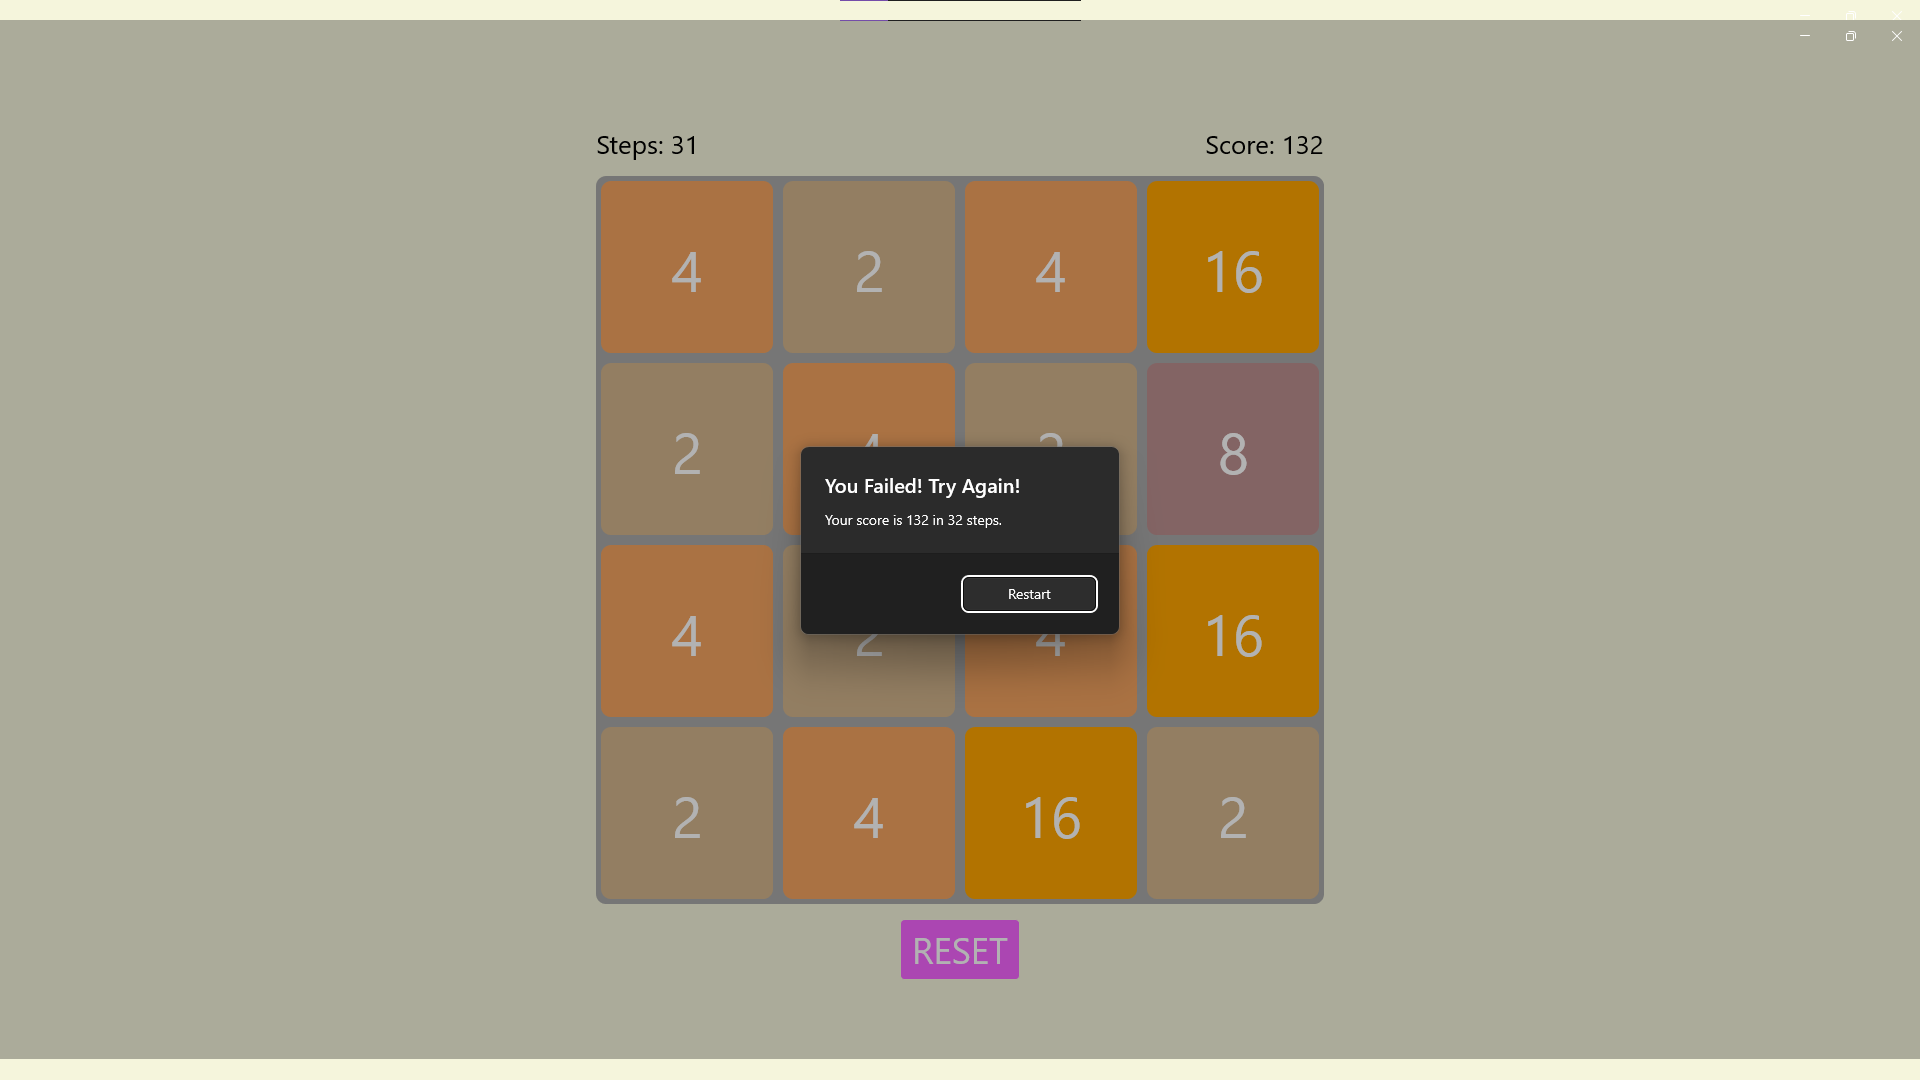 Steps: 31 Score: 132
4 2 4 16
2 4 2 8
You Failed! Try Again!
Your score is 132 in 32 steps.
Restart
4 2 4 16
2 4 16 2
RESET